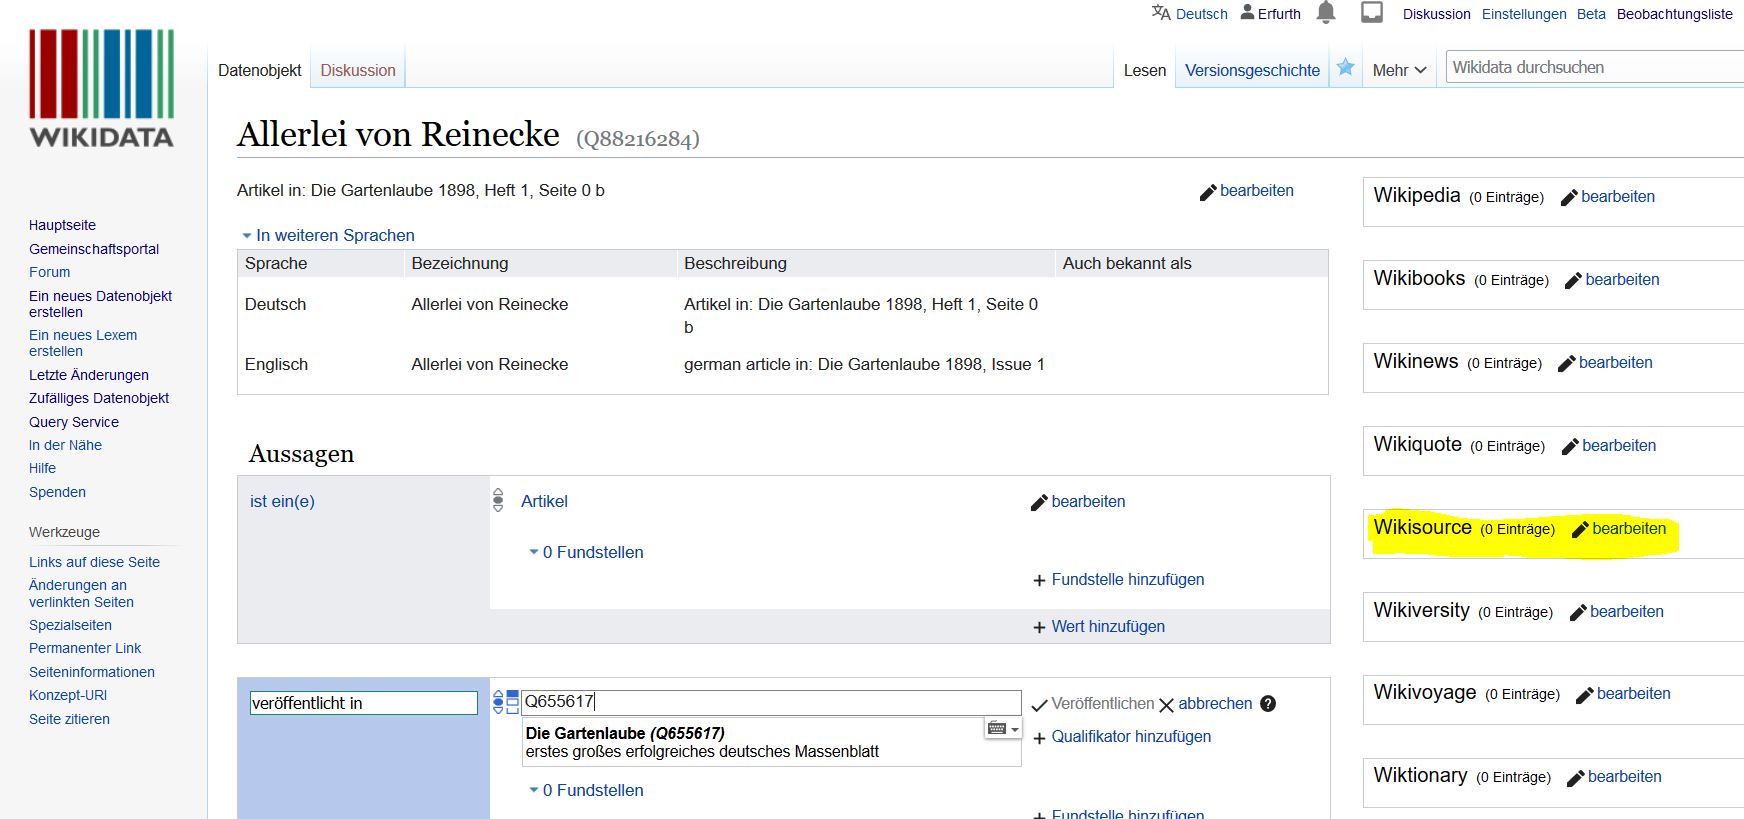 Deutsch Erfurth Diskussion Einstellungen Beta Beobachtungsliste
WIKIDATA
Datenobjekt Diskussion Lesen Versionsgeschichte Mehr Wikidata durchsuchen
Hauptseite
Gemeinschaftsportal
Forum
Ein neues Datenobjekt
erstellen
Ein neues Lexem
erstellen
Letzte Änderungen
Zufälliges Datenobjekt
Query Service
In der Nähe
Hilfe
Spenden
Werkzeuge
Links auf diese Seite
Änderungen an
verlinkten Seiten
Spezialseiten
Permanenter Link
Seiteninformationen
Konzept-URI
Seite zitieren
Allerlei von Reinecke (Q88216284)
Artikel in: Die Gartenlaube 1898, Heft 1, Seite 0 b bearbeiten
In weiteren Sprachen
Sprache Bezeichnung Beschreibung Auch bekannt als
Deutsch Allerlei von Reinecke Artikel in: Die Gartenlaube 1898, Heft 1, Seite 0
b
Englisch Allerlei von Reinecke german article in: Die Gartenlaube 1898, Issue 1
Aussagen
ist ein(e) Artikel bearbeiten
0 Fundstellen
+ Fundstelle hinzufügen
+ Wert hinzufügen
veröffentlicht in Q655617 Veröffentlichen abbrechen ?
Die Gartenlaube (Q655617)
erstes großes erfolgreiches deutsches Massenblatt
+ Qualifikator hinzufügen
0 Fundstellen
+ Fundstelle hinzufügen
Wikipedia (0 Einträge) bearbeiten
Wikibooks (0 Einträge) bearbeiten
Wikinews (0 Einträge) bearbeiten
Wikiquote (0 Einträge) bearbeiten
Wikisource (0 Einträge) bearbeiten
Wikiversity (0 Einträge) bearbeiten
Wikivoyage (0 Einträge) bearbeiten
Wiktionary (0 Einträge) bearbeiten